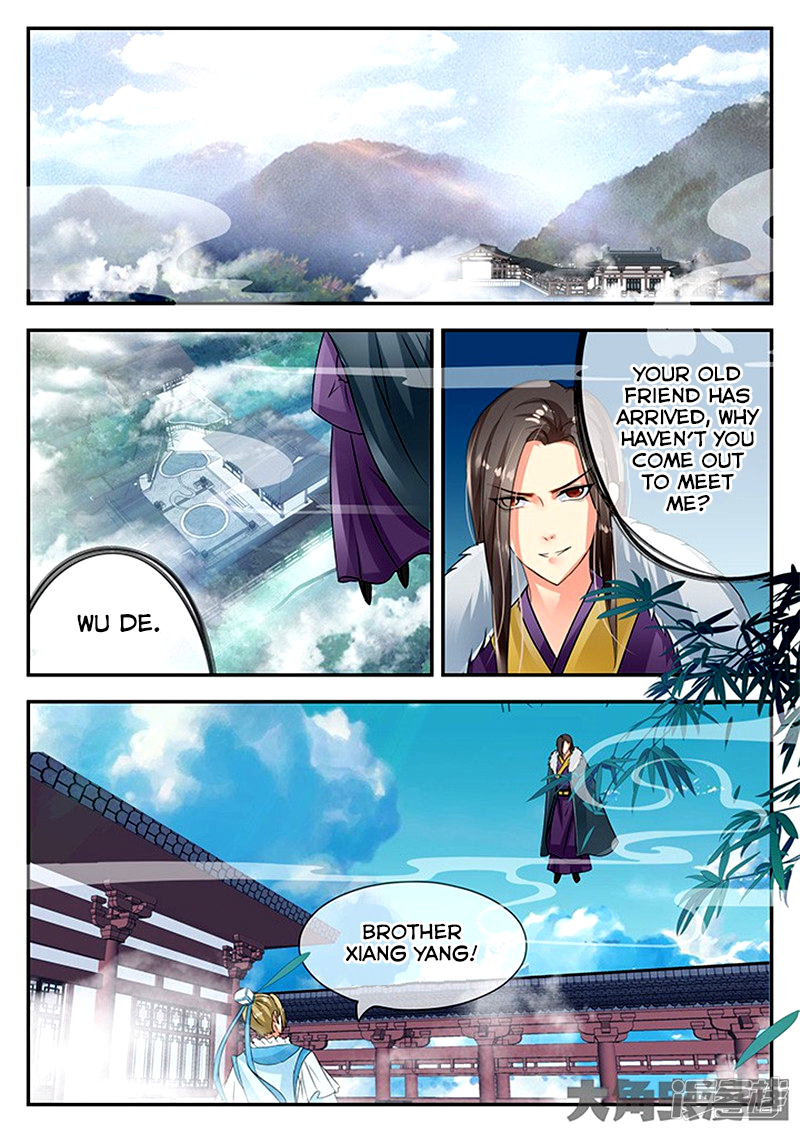 WU DE.
YOUR OLD
FRIEND HAS
ARRIVED, WHY
HAVEN'T YOU
COME OUT
TO MEET
ME?
BROTHER
XIANG YANG!
大角虫漫画